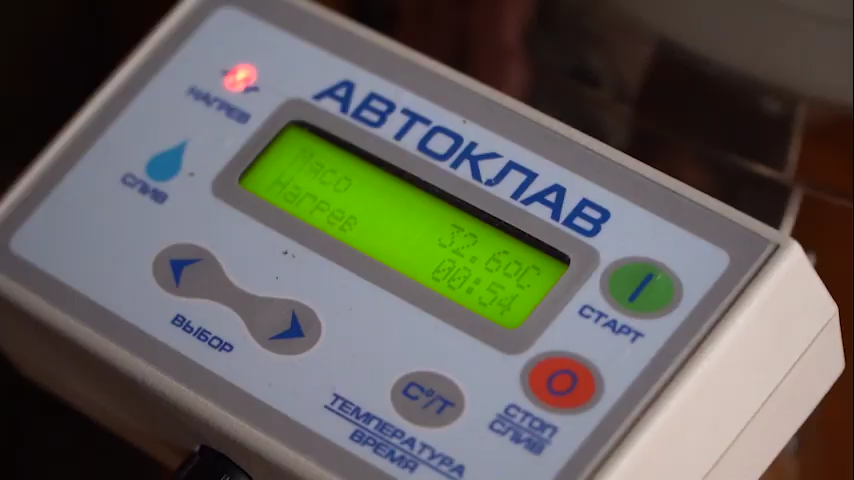 АВТОКЛАВ
НАГРЕВ
СЛИВ
Мясо 32.6оС
Нагрев 00:54
ВЫБОР
СТАРТ
С°/Т
ТЕМПЕРАТУРА
ВРЕМЯ
СТОП
СЛИВ